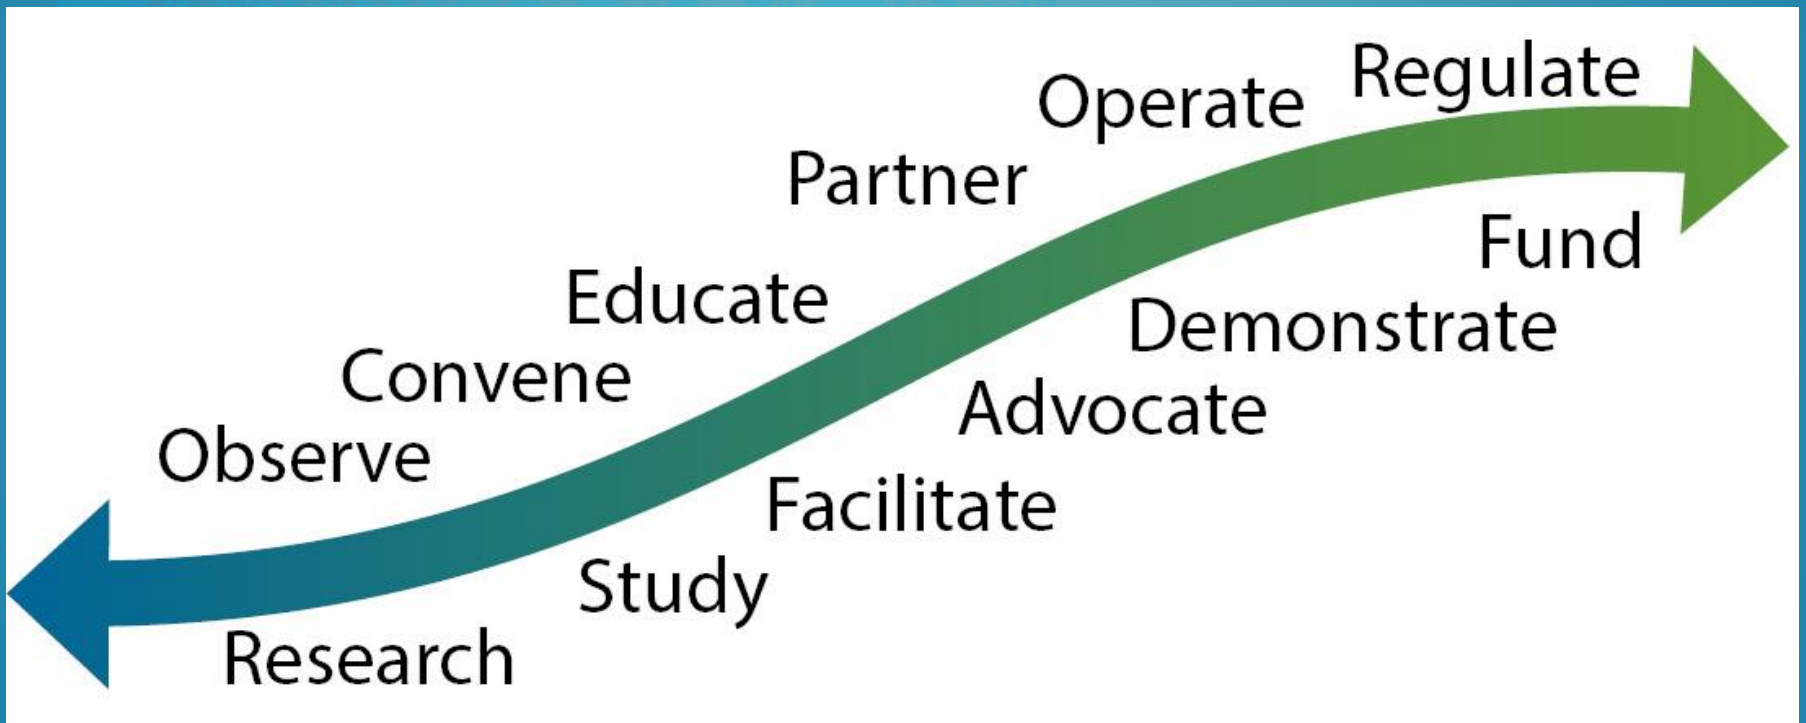 Regulate
Operate
Partner
Fund
Educate
Demonstrate
Convene
Advocate
Observe
Facilitate
Study
Research